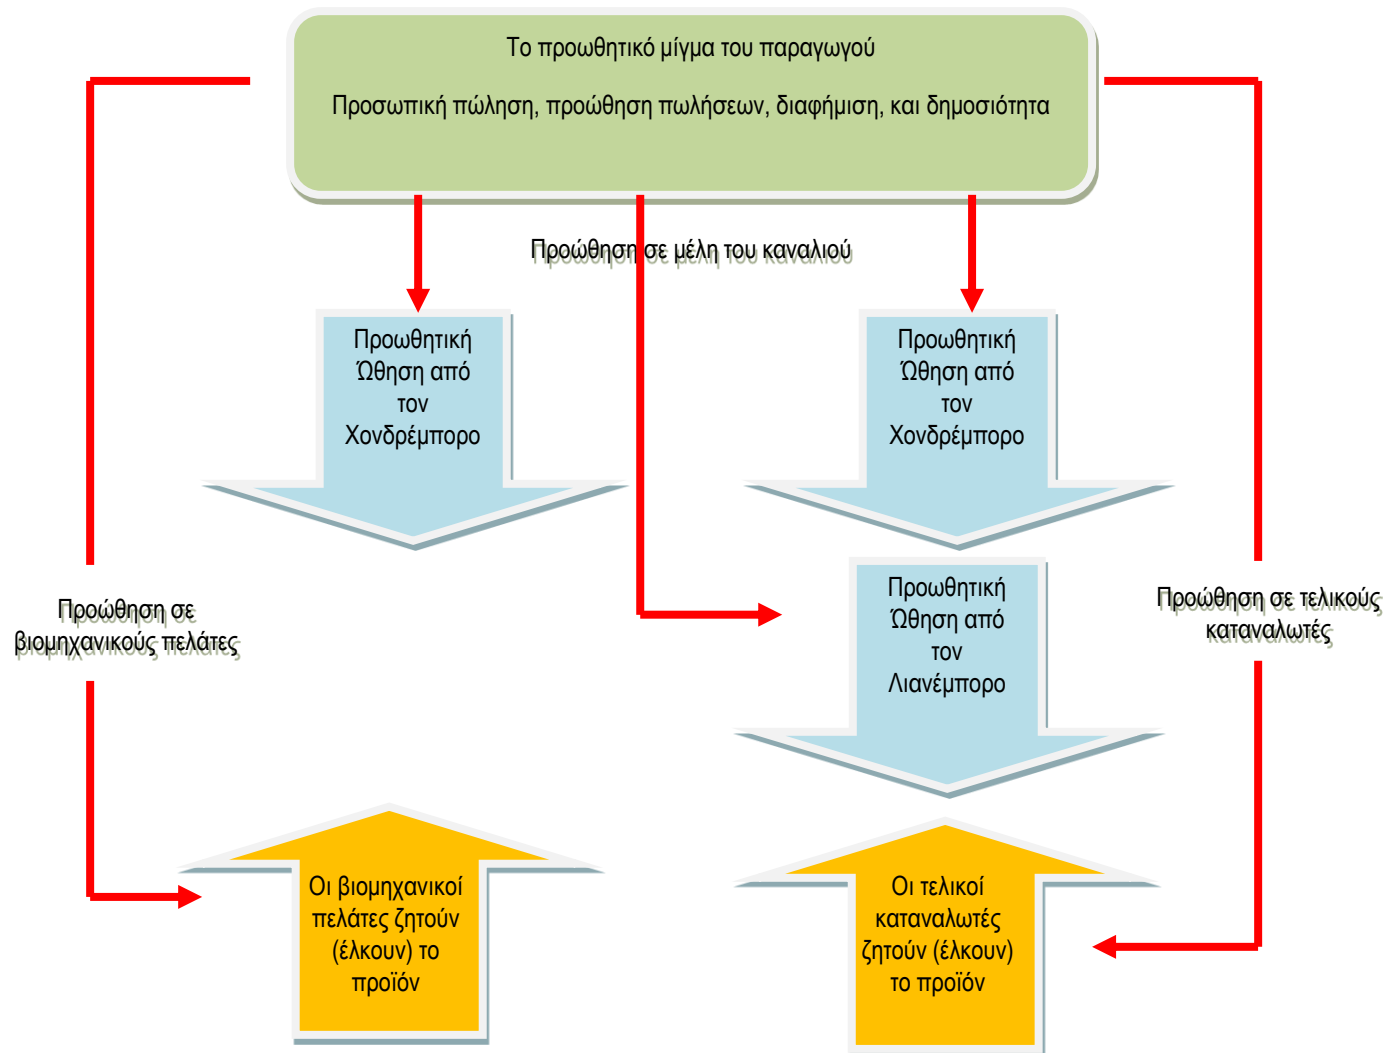 Το προωθητικό μίγμα του παραγωγού
Προσωπική πώληση, προώθηση πωλήσεων, διαφήμιση, και δημοσιότητα
Προώθηση σε μέλη του καναλιού
Προωθητική
Ώθηση από
τον
Χονδρέμπορο
Προωθητική
Ώθηση από
τον
Χονδρέμπορο
Προωθητική
Ώθηση από
τον
Λιανέμπορο
Προώθηση σε
βιομηχανικούς πελάτες
Προώθηση σε τελικούς
καταναλωτές
Οι βιομηχανικοί
πελάτες ζητούν
(έλκουν) το
προϊόν
Οι τελικοί
καταναλωτές
ζητούν (έλκουν)
το προϊόν